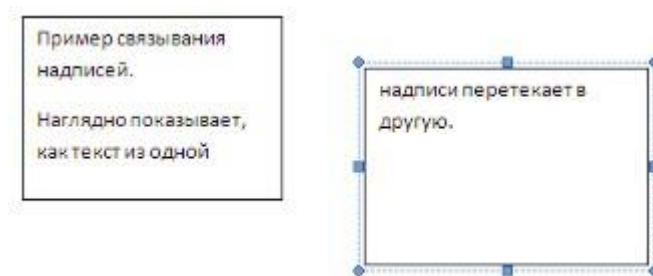 Пример связывания
надписей.
Наглядно показывает,
как текст из одной
надписи перетекает в
другую.